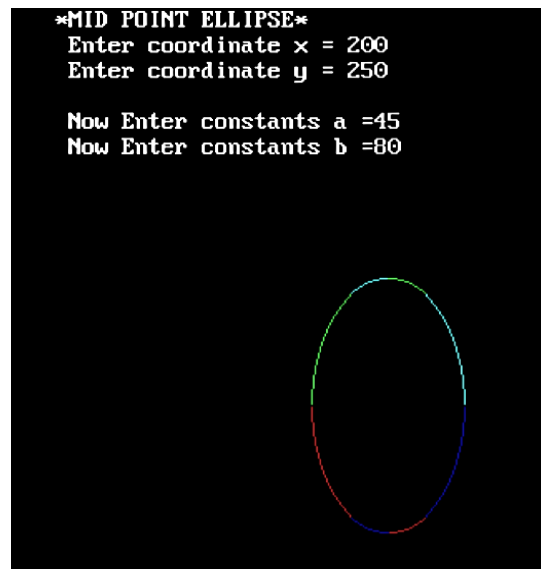 *MID POINT ELLIPSE*
Enter coordinate x = 200
Enter coordinate y = 250
Now Enter constants a =45
Now Enter constants b =80